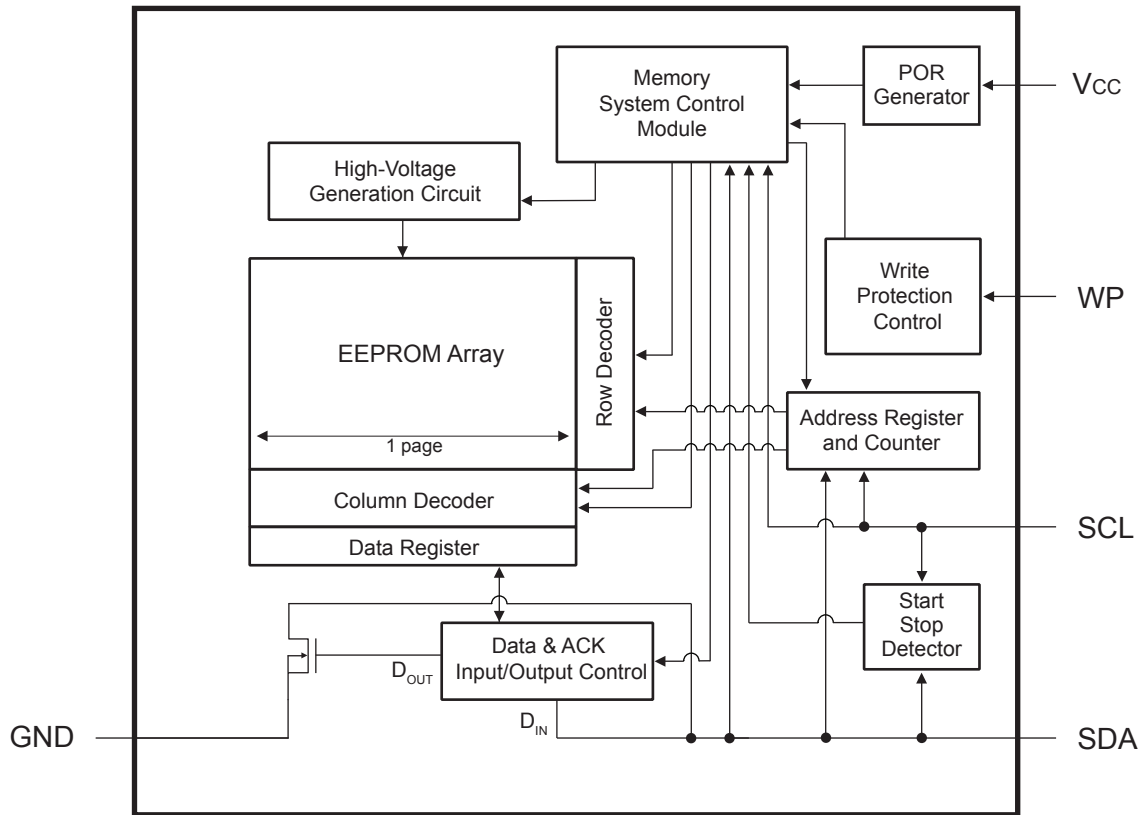 Memory
System Control
Module
POR
Generator
VCC
High-Voltage
Generation Circuit
Write
Protection
Control
WP
EEPROM Array
Row Decoder
1 page
Address Register
and Counter
Column Decoder
SCL
Data Register
Start
Stop
Detector
Data & ACK
Input/Output Control
DOUT
DIN
GND
SDA